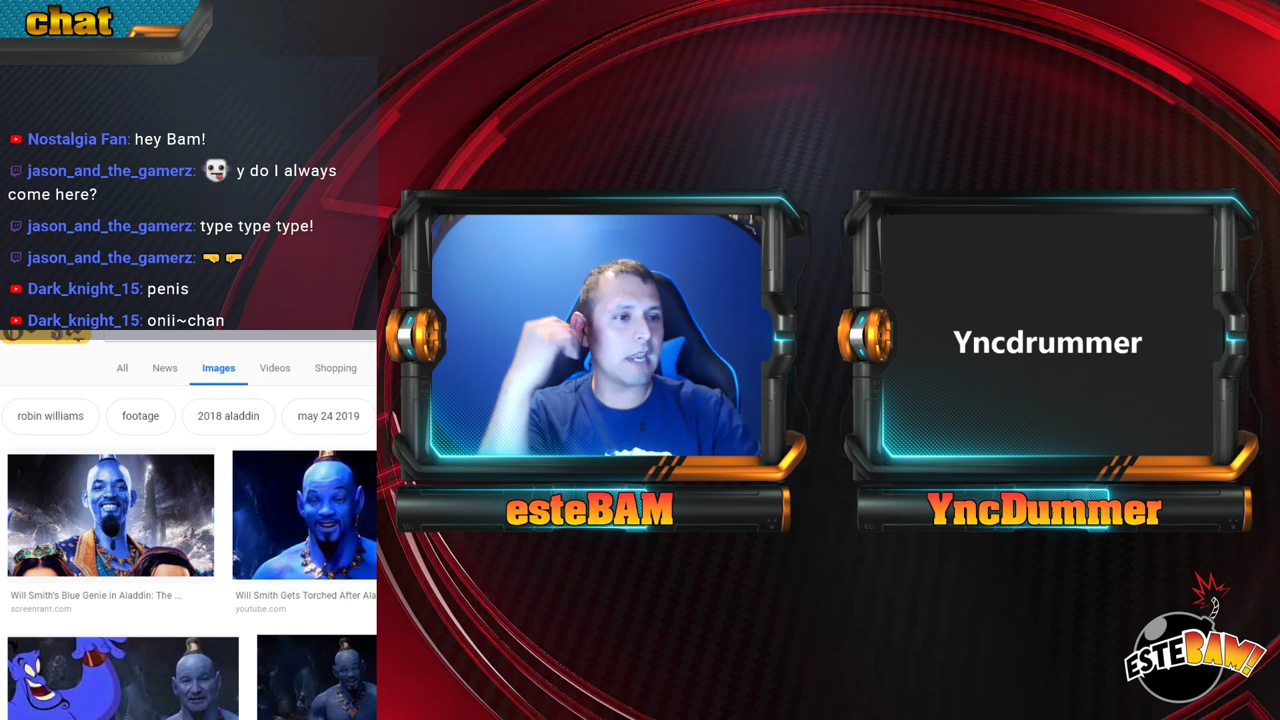 chat
Nostalgia Fan: hey Bam!
jason_and_the_gamerz: y do I always
come here?
jason_and_the_gamerz: type type type!
jason_and_the_gamerz:
Dark_knight_15: penis
Dark_knight_15: onii~chan
All News Images Videos Shopping
robin williams footage 2018 aladdin may 24 2019
Will Smith's Blue Genie in Aladdin: The ...
screenrant.com
Will Smith Gets Torched After Ala
youtube.com
Yncdrummer
esteBAM
YncDummer
ESTEBAM!